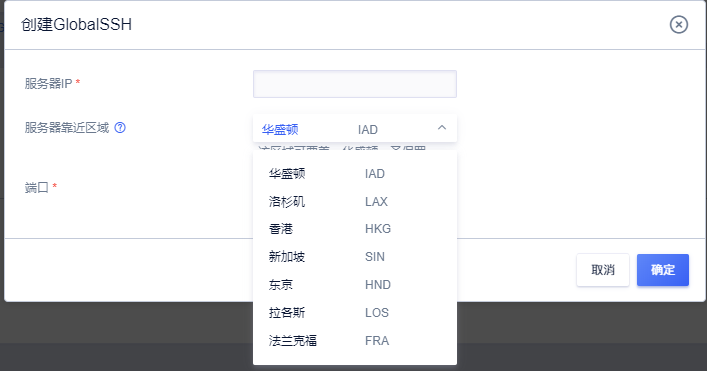 创建GlobalSSH
服务器IP *
服务器靠近区域
华盛顿 IAD
端口 *
华盛顿 IAD
洛杉矶 LAX
香港 HKG
新加坡 SIN
东京 HND
拉各斯 LOS
法兰克福 FRA
取消 确定